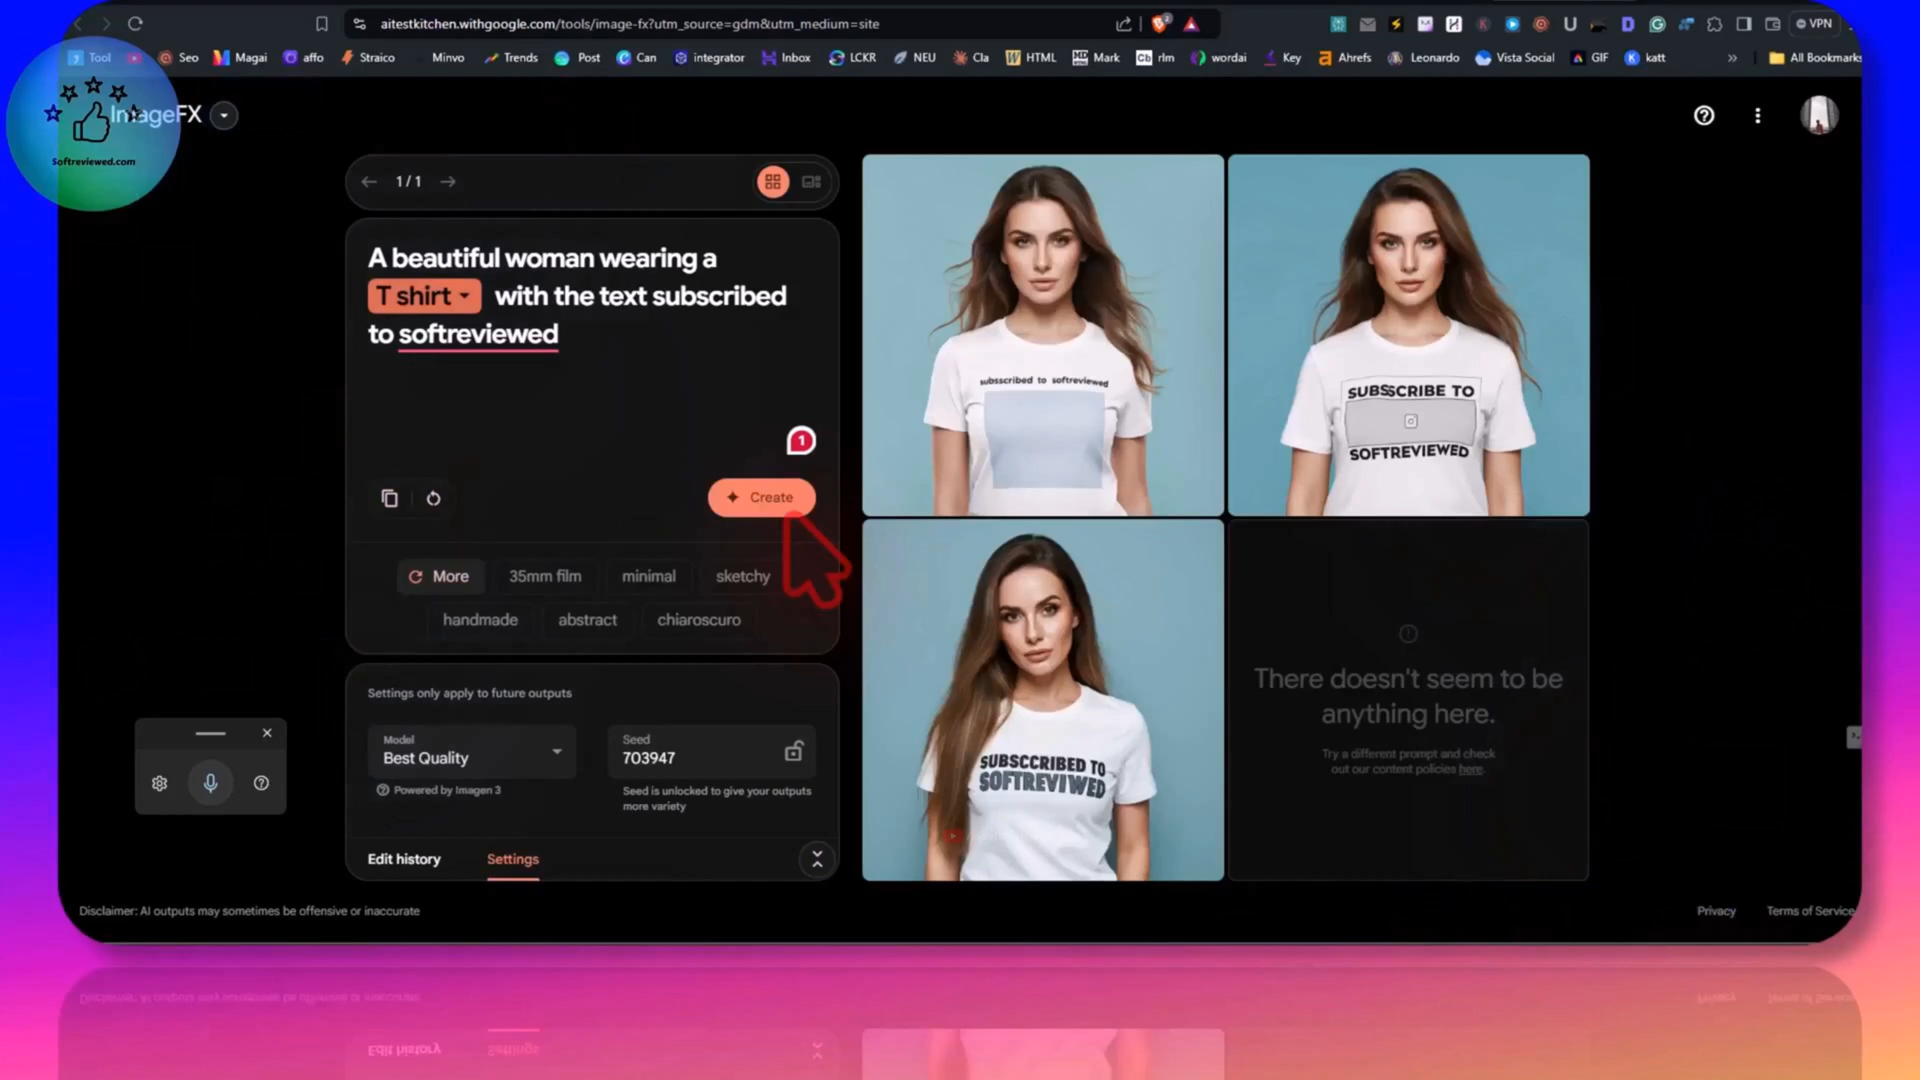 aitestkitchen.withgoogle.com/tools/image-fx?utm_source=gdm&utm_medium=site
VPN
Tool
Seo
Magai
affo
Straico
Minvo
Trends
Post
Can
integrator
Inbox
LCKR
NEU
Cla
HTML
Mark
rlm
wordai
Key
Ahrefs
Leonardo
Vista Social
GIF
katt
»
All Bookmarks
ImageFX
Softreviewed.com
1/1
A beautiful woman wearing a
T shirt with the text subscribed
to softreviewed
1
Create
More
35mm film
minimal
sketchy
handmade
abstract
chiaroscuro
Settings only apply to future outputs
Model
Best Quality
Powered by Imagen 3
Seed
703947
Seed is unlocked to give your outputs
more variety
Edit history
Settings
subsscribed to softreviewed
SUBSSCRIBE TO
SOFTREVIEWED
SUBSCCRIBED TO
SOFTREVIWED
There doesn't seem to be
anything here.
Try a different prompt and check
out our content policies here.
Disclaimer: AI outputs may sometimes be offensive or inaccurate
Privacy
Terms of Service